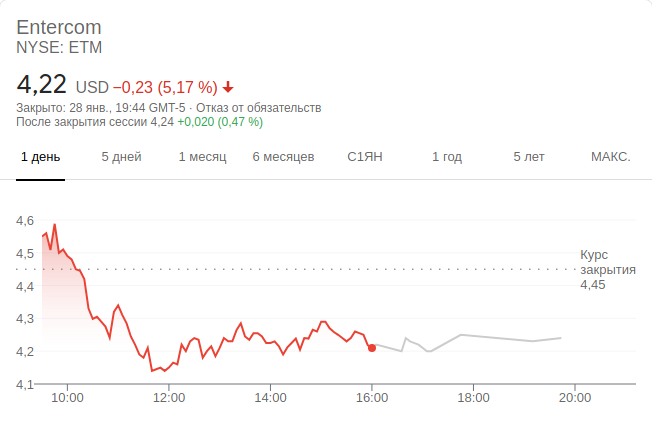 Entercom
NYSE: ETM
4,22 USD −0,23 (5,17 %)
Закрыто: 28 янв., 19:44 GMT-5 · Отказ от обязательств
После закрытия сессии 4,24 +0,020 (0,47 %)
1 день 5 дней 1 месяц 6 месяцев С1ЯН 1 год 5 лет МАКС.
4,6
4,5
4,4
4,3
4,2
4,1
Курс
закрытия
4,45
10:00 12:00 14:00 16:00 18:00 20:00